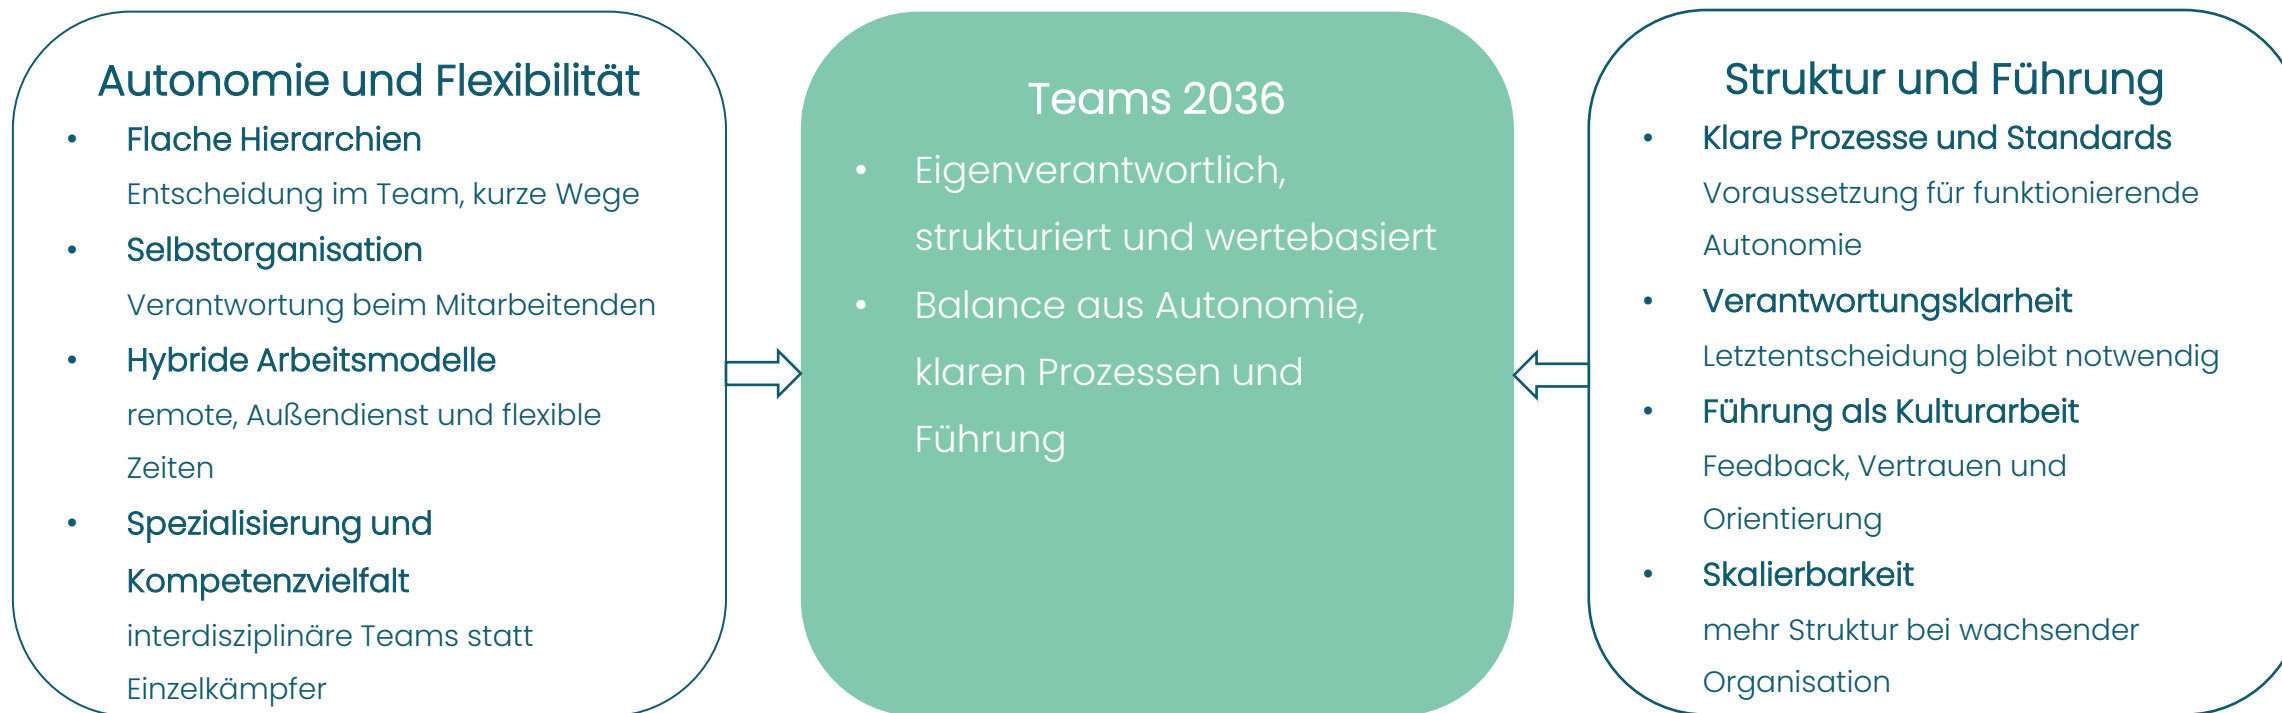 Autonomie und Flexibilität
• Flache Hierarchien
Entscheidung im Team, kurze Wege
• Selbstorganisation
Verantwortung beim Mitarbeitenden
• Hybride Arbeitsmodelle
remote, Außendienst und flexible
Zeiten
• Spezialisierung und
Kompetenzvielfalt
interdisziplinäre Teams statt
Einzelkämpfer
Teams 2036
• Eigenverantwortlich,
strukturiert und wertebasiert
• Balance aus Autonomie,
klaren Prozessen und
Führung
Struktur und Führung
• Klare Prozesse und Standards
Voraussetzung für funktionierende
Autonomie
• Verantwortungsklarheit
Letztentscheidung bleibt notwendig
• Führung als Kulturarbeit
Feedback, Vertrauen und
Orientierung
• Skalierbarkeit
mehr Struktur bei wachsender
Organisation